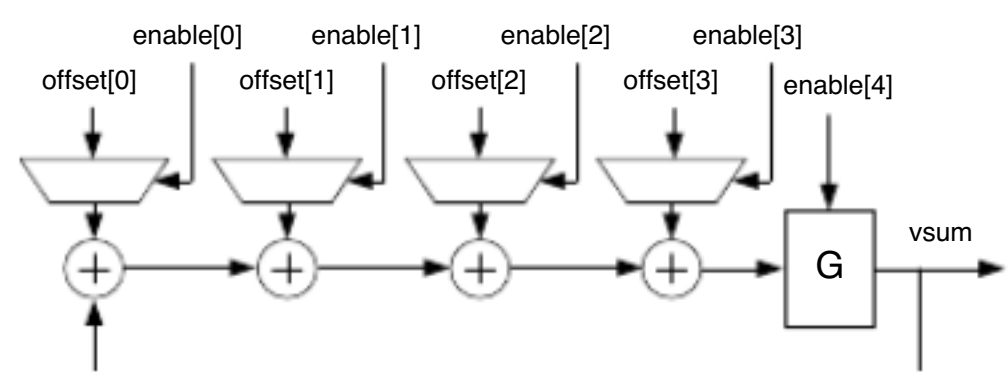 enable[0] enable[1] enable[2] enable[3]
offset[0] offset[1] offset[2] offset[3] enable[4]
+ + + + G vsum